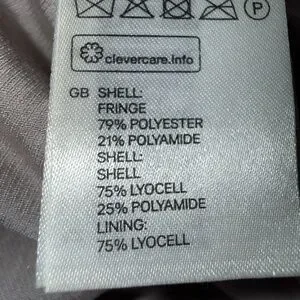 P
clevercare.info
GB SHELL:
FRINGE
79% POLYESTER
21% POLYAMIDE
SHELL:
SHELL
75% LYOCELL
25% POLYAMIDE
LINING:
75% LYOCELL